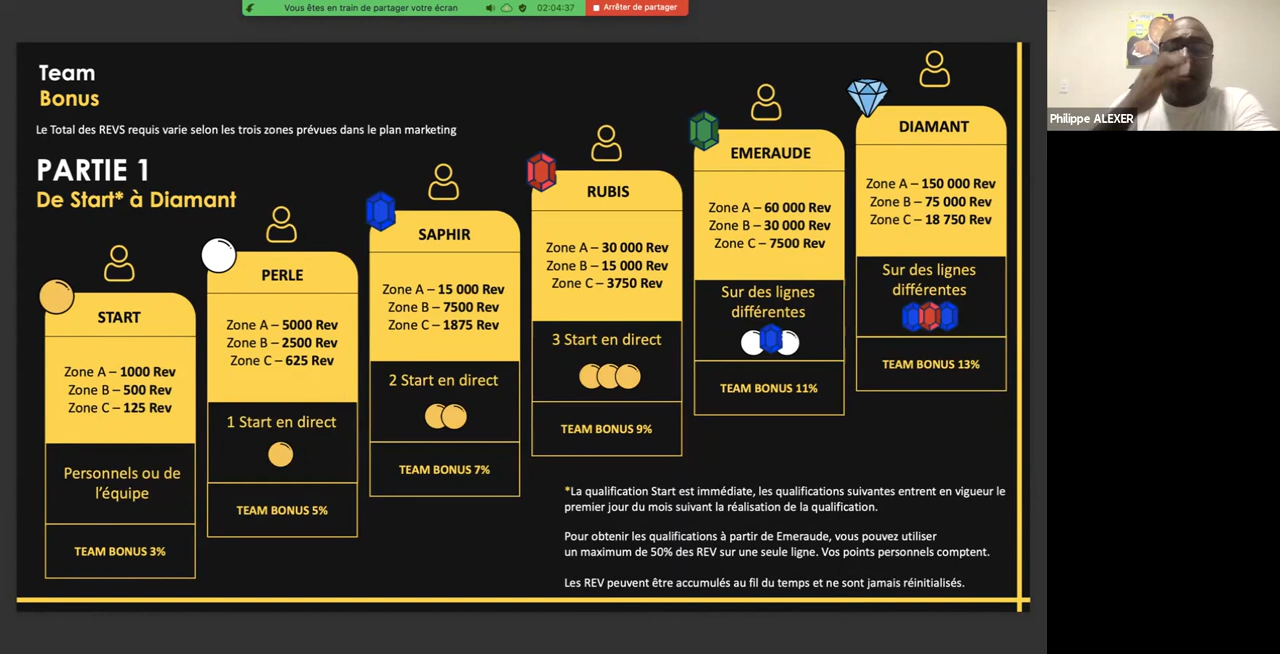 Vous êtes en train de partager votre écran
02:04:37
Arrêter de partager
Philippe ALEXER
Team
Bonus
Le Total des REVS requis varie selon les trois zones prévues dans le plan marketing
PARTIE 1
De Start* à Diamant
START
Zone A – 1000 Rev
Zone B – 500 Rev
Zone C – 125 Rev
Personnels ou de
l'équipe
TEAM BONUS 3%
PERLE
Zone A – 5000 Rev
Zone B – 2500 Rev
Zone C – 625 Rev
1 Start en direct
TEAM BONUS 5%
SAPHIR
Zone A – 15 000 Rev
Zone B – 7500 Rev
Zone C – 1875 Rev
2 Start en direct
TEAM BONUS 7%
RUBIS
Zone A – 30 000 Rev
Zone B – 15 000 Rev
Zone C – 3750 Rev
3 Start en direct
TEAM BONUS 9%
EMERAUDE
Zone A – 60 000 Rev
Zone B – 30 000 Rev
Zone C – 7500 Rev
Sur des lignes
différentes
TEAM BONUS 11%
DIAMANT
Zone A – 150 000 Rev
Zone B – 75 000 Rev
Zone C – 18 750 Rev
Sur des lignes
différentes
TEAM BONUS 13%
*La qualification Start est immédiate, les qualifications suivantes entrent en vigueur le
premier jour du mois suivant la réalisation de la qualification.
Pour obtenir les qualifications à partir de Emeraude, vous pouvez utiliser
un maximum de 50% des REV sur une seule ligne. Vos points personnels comptent.
Les REV peuvent être accumulés au fil du temps et ne sont jamais réinitialisés.